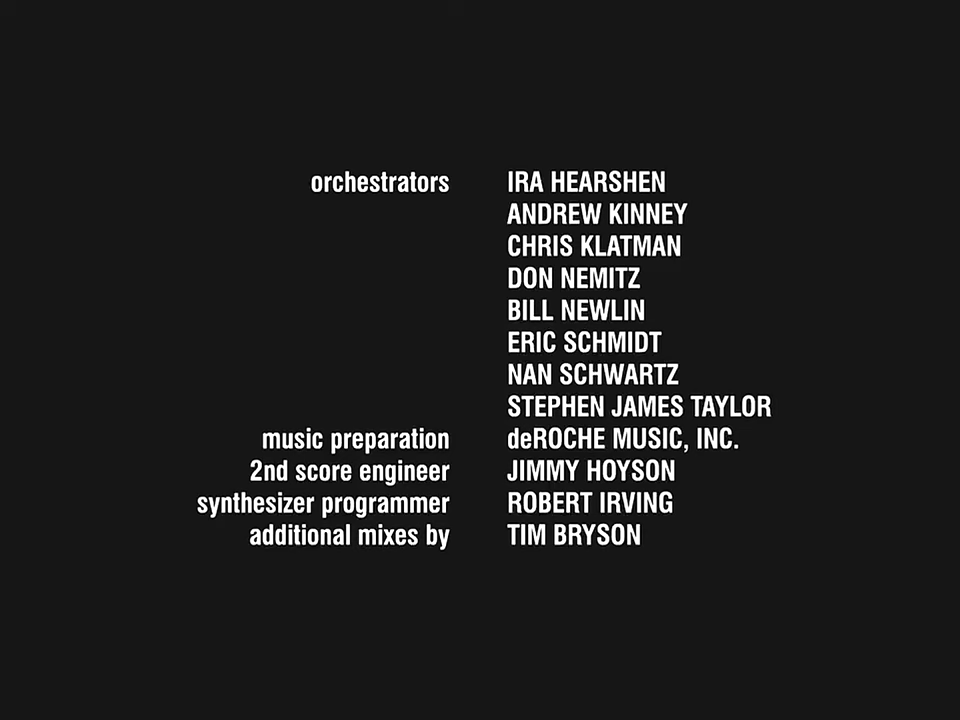 orchestrators IRA HEARSHEN
ANDREW KINNEY
CHRIS KLATMAN
DON NEMITZ
BILL NEWLIN
ERIC SCHMIDT
NAN SCHWARTZ
STEPHEN JAMES TAYLOR
music preparation deROCHE MUSIC, INC.
2nd score engineer JIMMY HOYSON
synthesizer programmer ROBERT IRVING
additional mixes by TIM BRYSON